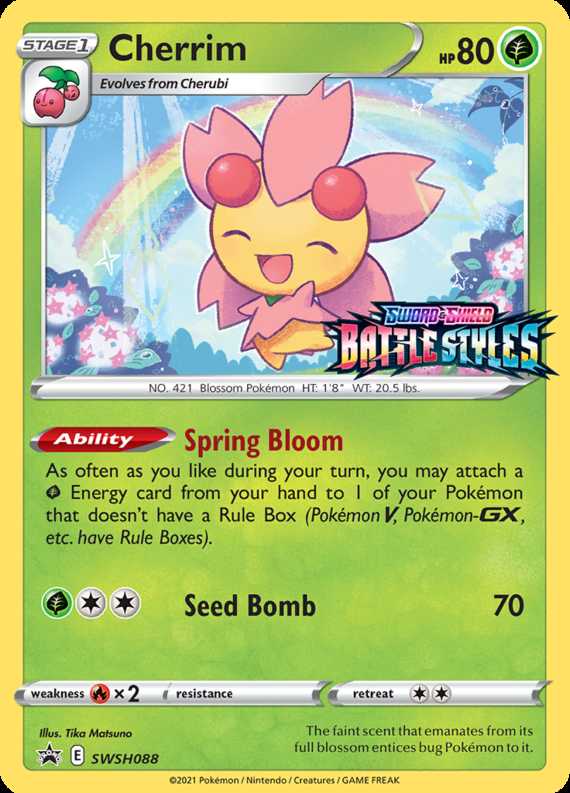 STAGE 1 Cherrim HP 80
Evolves from Cherubi
SWORD & SHIELD
BATTLE STYLES
NO. 421 Blossom Pokémon HT: 1'8" WT: 20.5 lbs.
Ability Spring Bloom
As often as you like during your turn, you may attach a
Energy card from your hand to 1 of your Pokémon
that doesn't have a Rule Box (Pokémon V, Pokémon-GX,
etc. have Rule Boxes).
Seed Bomb 70
weakness ×2 resistance retreat
Illus. Tika Matsuno
E SWSH088
The faint scent that emanates from its
full blossom entices bug Pokémon to it.
©2021 Pokémon / Nintendo / Creatures / GAME FREAK